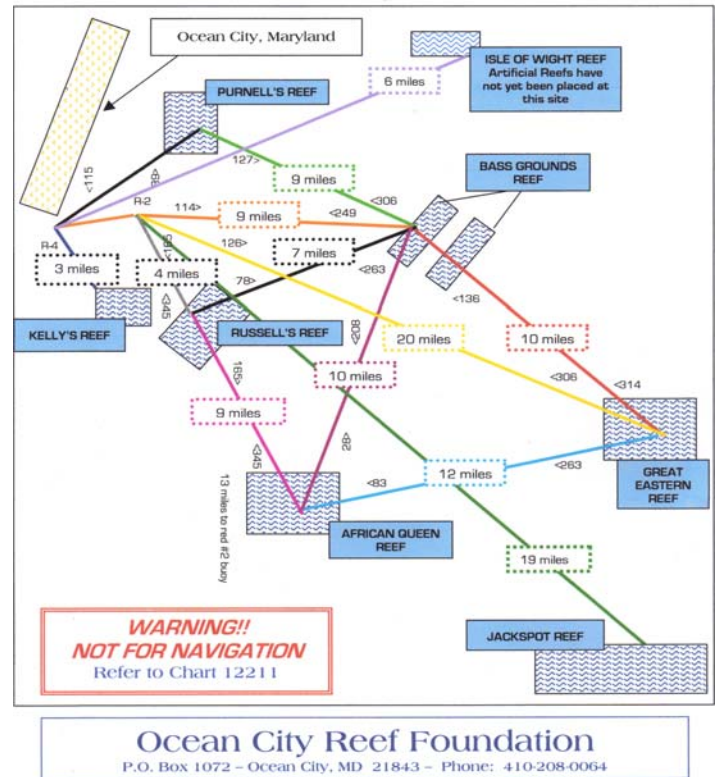 Ocean City, Maryland
ISLE OF WIGHT REEF
Artificial Reefs have
not yet been placed at
this site
6 miles
PURNELL'S REEF
127>
<115
9 miles
BASS GROUNDS
REEF
<306
R-2
114>
9 miles
<249
R-4
126>
7 miles
<263
3 miles
4 miles
78>
<136
<345
KELLY'S REEF
RUSSELL'S REEF
<208
20 miles
10 miles
165>
10 miles
<306
<314
9 miles
<82
<345
12 miles
<263
<83
GREAT
EASTERN
REEF
13 miles to red #2 buoy
AFRICAN QUEEN
REEF
19 miles
WARNING!!
NOT FOR NAVIGATION
Refer to Chart 12211
JACKSPOT REEF
Ocean City Reef Foundation
P.O. Box 1072 – Ocean City, MD 21843 – Phone: 410-208-0064